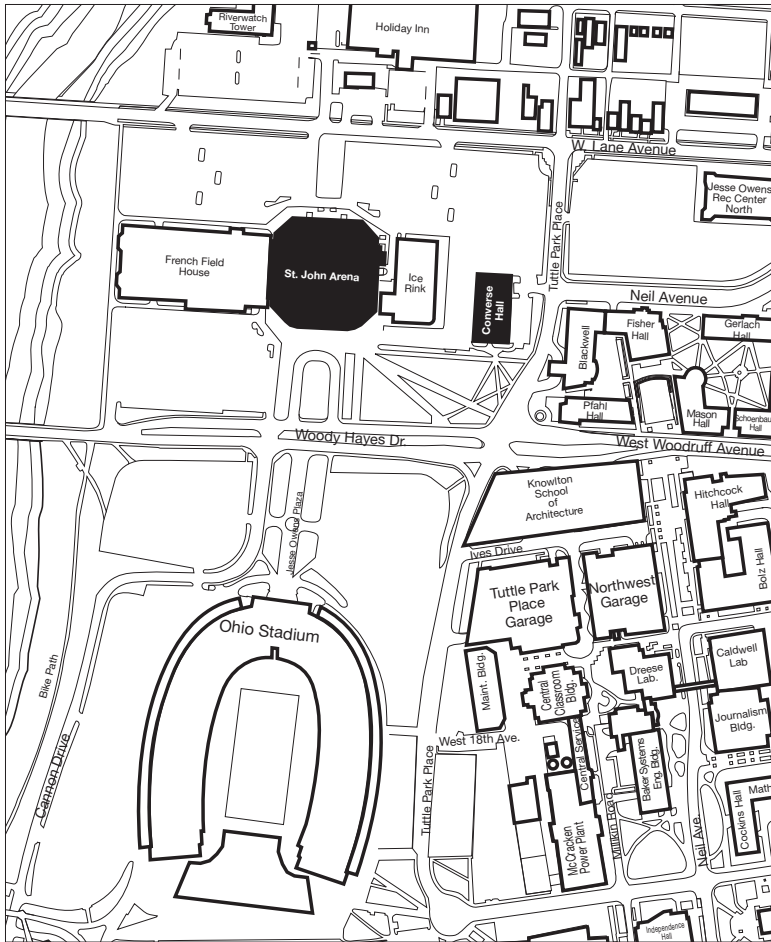 Riverwatch
Tower
Holiday Inn
W. Lane Avenue
Jesse Owens
Rec Center
North
Tuttle Park Place
French Field
House
St. John Arena
Ice
Rink
Converse
Hall
Neil Avenue
Blackwell
Fisher
Hall
Gerlach
Hall
Pfahl
Hall
Mason
Hall
Schoenbaum
Hall
Woody Hayes Dr.
West Woodruff Avenue
Knowlton
School
of
Architecture
Hitchcock
Hall
Jesse Owens Plaza
Ives Drive
Bolz Hall
Tuttle Park
Place
Garage
Northwest
Garage
Ohio Stadium
Bike Path
Maint. Bldg.
Central
Classroom
Bldg.
Dreese
Lab.
Caldwell
Lab
Journalism
Bldg.
West 18th Ave.
Cannon Drive
Tuttle Park Place
Central Service
Baker Systems
Eng. Bldg.
McCracken
Power Plant
Millikin Road
Neil Ave.
Cockins Hall
Math
Independence
Hall